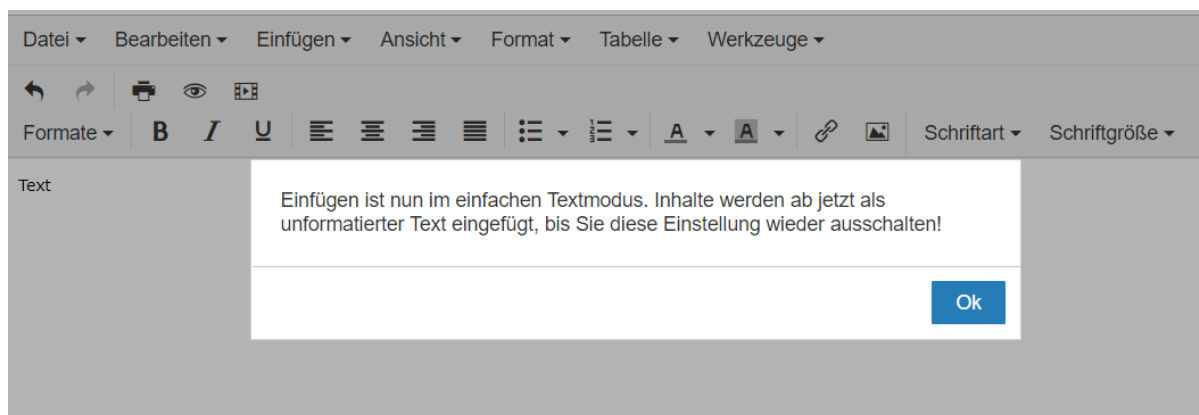 Datei Bearbeiten Einfügen Ansicht Format Tabelle Werkzeuge
Formate B I U A A Schriftart Schriftgröße
Text
Einfügen ist nun im einfachen Textmodus. Inhalte werden ab jetzt als
unformatierter Text eingefügt, bis Sie diese Einstellung wieder ausschalten!
Ok